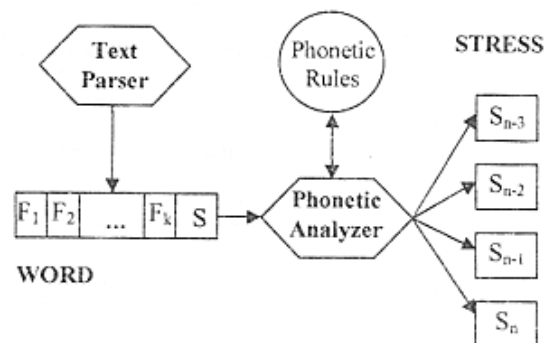 Text
Parser
Phonetic
Rules
STRESS
F₁ F₂ ... Fₖ S
WORD
Phonetic
Analyzer
Sₙ₋₃
Sₙ₋₂
Sₙ₋₁
Sₙ